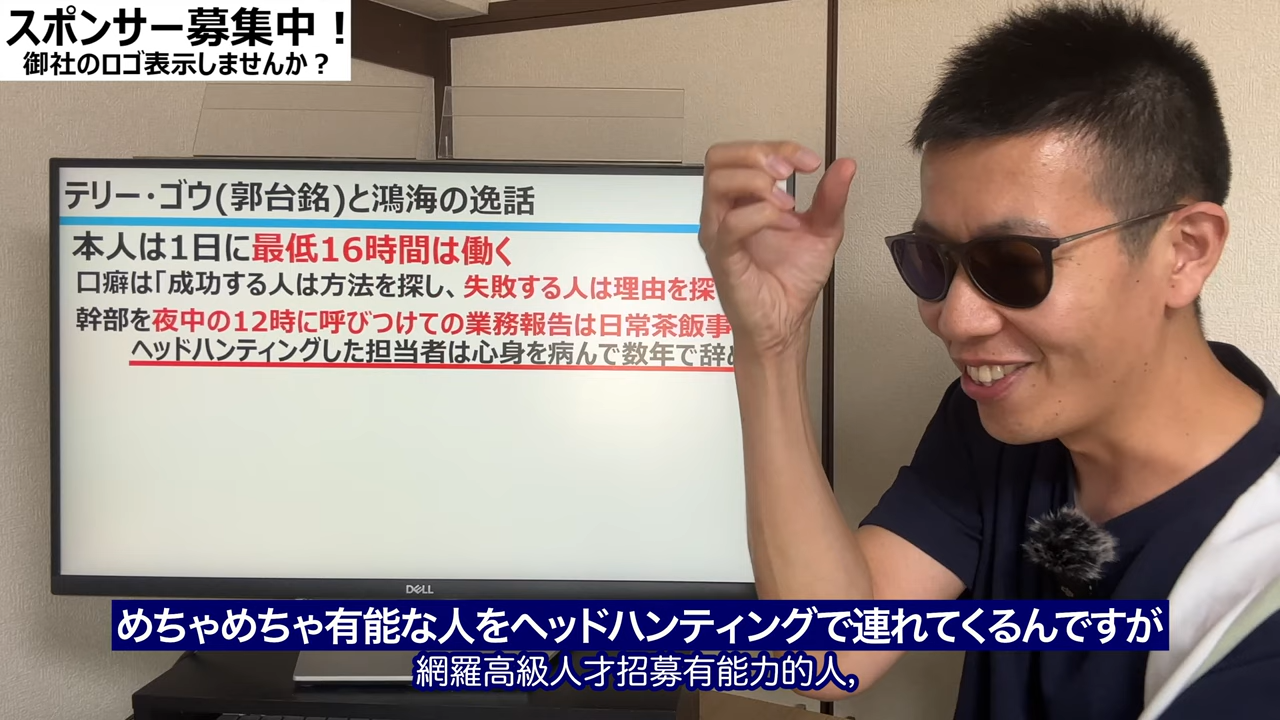 スポンサー募集中！
御社のロゴ表示しませんか？
テリー・ゴウ(郭台銘)と鴻海の逸話
本人は1日に最低16時間は働く
口癖は「成功する人は方法を探し、失敗する人は理由を探
幹部を夜中の12時に呼びつけての業務報告は日常茶飯事
ヘッドハンティングした担当者は心身を病んで数年で辞
DELL
めちゃめちゃ有能な人をヘッドハンティングで連れてくるんですが
網羅高級人才招募有能力的人,